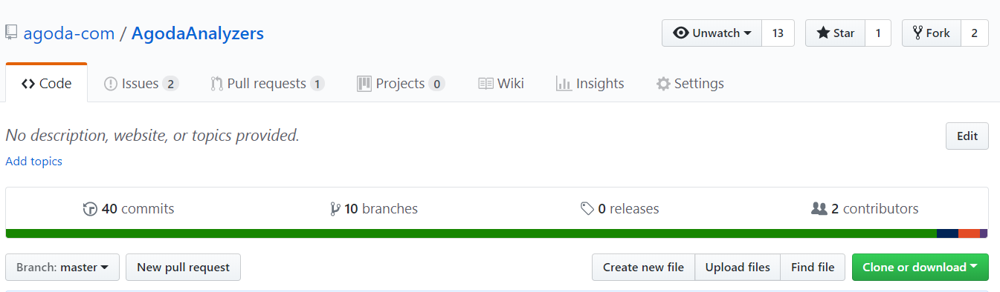 agoda-com / AgodaAnalyzers Unwatch 13 Star 1 Fork 2
Code Issues 2 Pull requests 1 Projects 0 Wiki Insights Settings
No description, website, or topics provided. Edit
Add topics
40 commits 10 branches 0 releases 2 contributors
Branch: master New pull request Create new file Upload files Find file Clone or download